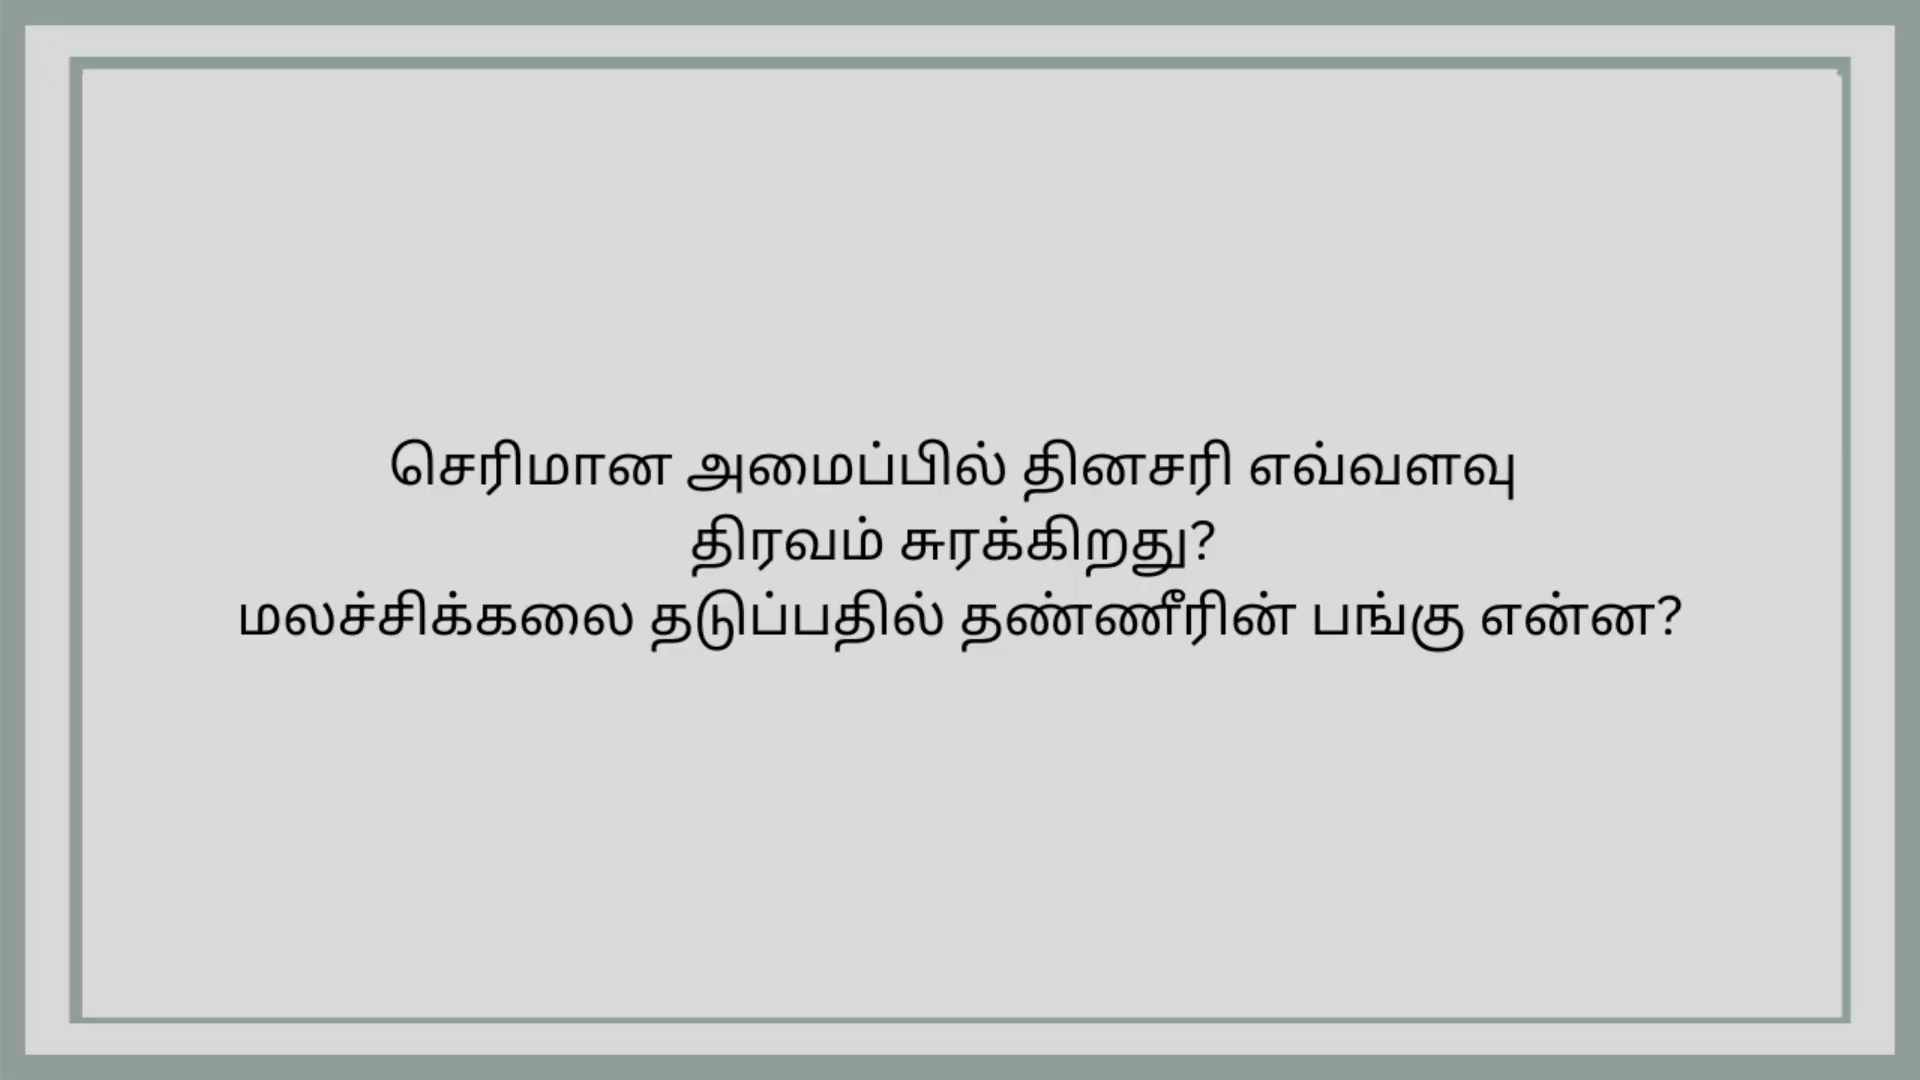 செரிமான அமைப்பில் தினசரி எவ்வளவு
திரவம் சுரக்கிறது?
மலச்சிக்கலை தடுப்பதில் தண்ணீரின் பங்கு என்ன?